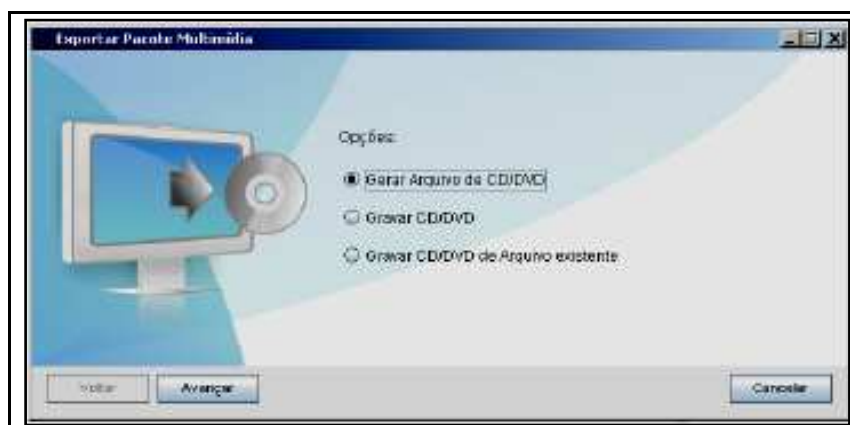 Exportar Pacote Multimídia
Opções:
Gerar Arquivo de CD/DVD
Gravar CD/DVD
Gravar CD/DVD de Arquivo existente
Voltar Avançar Cancelar